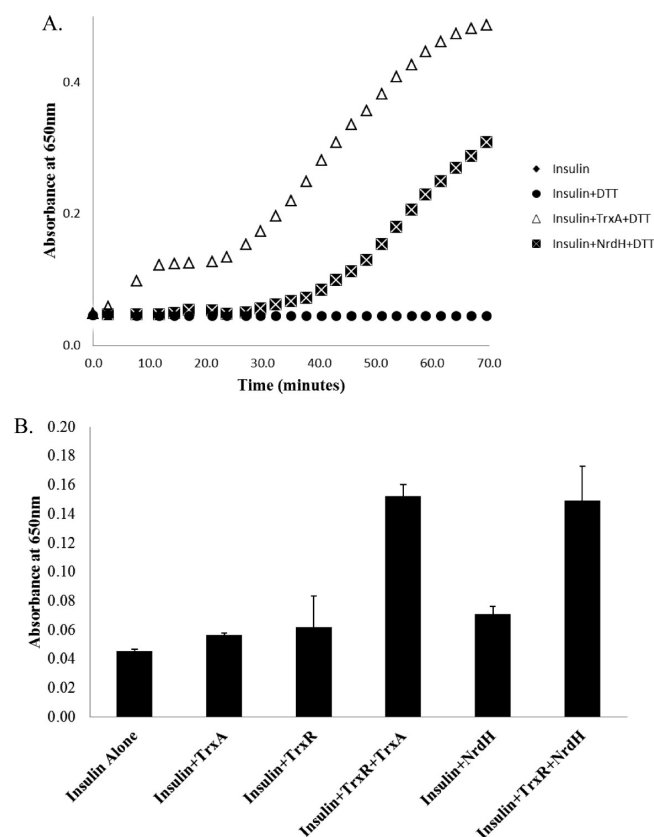 A.
Absorbance at 650nm
0.4
0.2
0.0
0.0 10.0 20.0 30.0 40.0 50.0 60.0 70.0
Time (minutes)
Insulin
Insulin+DTT
Insulin+TrxA+DTT
Insulin+NrdH+DTT
B.
Absorbance at 650nm
0.20
0.18
0.16
0.14
0.12
0.10
0.08
0.06
0.04
0.02
0.00
Insulin Alone
Insulin+TrxA
Insulin+TrxR
Insulin+TrxR+TrxA
Insulin+NrdH
Insulin+TrxR+NrdH